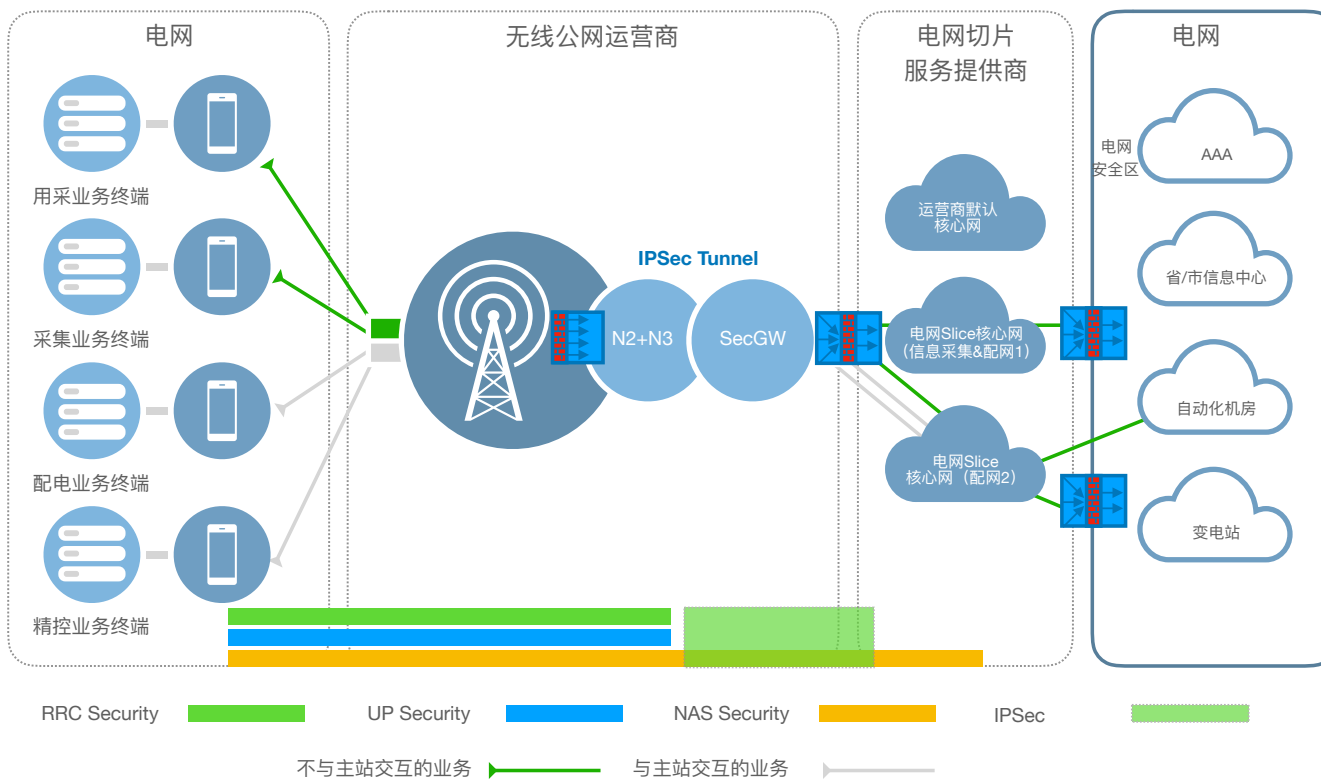 电网
无线公网运营商
电网切片
服务提供商
电网
用采业务终端
采集业务终端
配电业务终端
精控业务终端
IPSec Tunnel
N2+N3
SecGW
运营商默认
核心网
电网Slice核心网
（信息采集&配网1）
电网Slice
核心网（配网2）
电网
安全区
AAA
省/市信息中心
自动化机房
变电站
RRC Security
UP Security
NAS Security
IPSec
不与主站交互的业务
与主站交互的业务